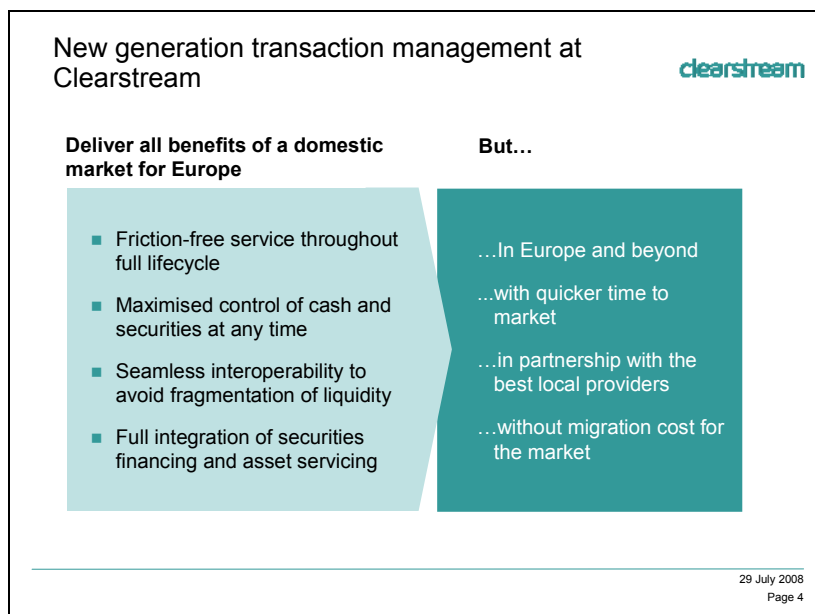 New generation transaction management at
Clearstream
clearstream
Deliver all benefits of a domestic
market for Europe
■ Friction-free service throughout
full lifecycle
■ Maximised control of cash and
securities at any time
■ Seamless interoperability to
avoid fragmentation of liquidity
■ Full integration of securities
financing and asset servicing
But…
…In Europe and beyond
...with quicker time to
market
…in partnership with the
best local providers
…without migration cost for
the market
29 July 2008
Page 4